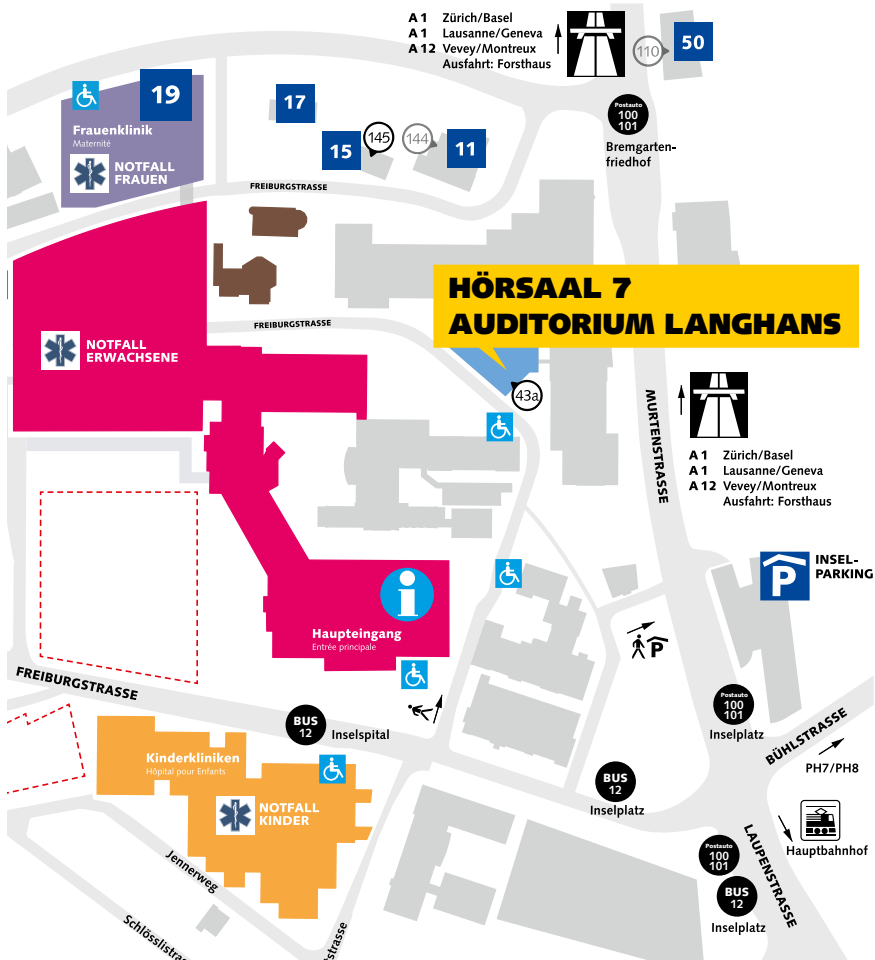 A 1 Zürich/Basel
A 1 Lausanne/Geneva
A 12 Vevey/Montreux
Ausfahrt: Forsthaus
110
50
19
Frauenklinik
Maternité
NOTFALL
FRAUEN
17
15
145
144
11
Postauto
100
101
Bremgarten-
friedhof
FREIBURGSTRASSE
HÖRSAAL 7
AUDITORIUM LANGHANS
FREIBURGSTRASSE
NOTFALL
ERWACHSENE
43a
MURTENSTRASSE
A 1 Zürich/Basel
A 1 Lausanne/Geneva
A 12 Vevey/Montreux
Ausfahrt: Forsthaus
P
INSEL-
PARKING
i
Haupteingang
Entrée principale
P
FREIBURGSTRASSE
BUS
12
Inselspital
Postauto
100
101
Inselplatz
BÜHLSTRASSE
PH7/PH8
Kinderkliniken
Hôpital pour Enfants
NOTFALL
KINDER
BUS
12
Inselplatz
Hauptbahnhof
LAUPENSTRASSE
Postauto
100
101
BUS
12
Inselplatz
Jennerweg